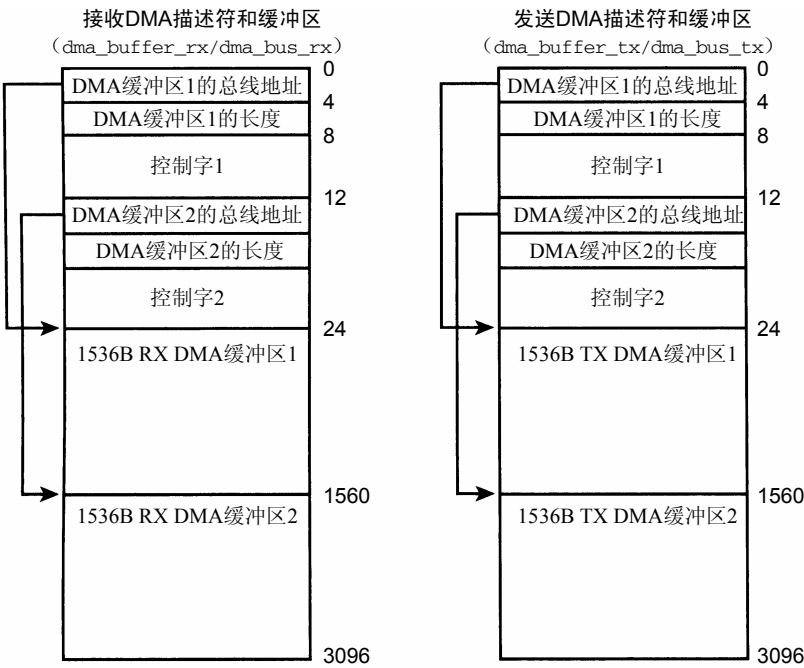 接收DMA描述符和缓冲区
（dma_buffer_rx/dma_bus_rx）
0
DMA缓冲区1的总线地址
4
DMA缓冲区1的长度
8
控制字1
12
DMA缓冲区2的总线地址
DMA缓冲区2的长度
控制字2
24
1536B RX DMA缓冲区1
1560
1536B RX DMA缓冲区2
3096
发送DMA描述符和缓冲区
（dma_buffer_tx/dma_bus_tx）
0
DMA缓冲区1的总线地址
4
DMA缓冲区1的长度
8
控制字1
12
DMA缓冲区2的总线地址
DMA缓冲区2的长度
控制字2
24
1536B TX DMA缓冲区1
1560
1536B TX DMA缓冲区2
3096